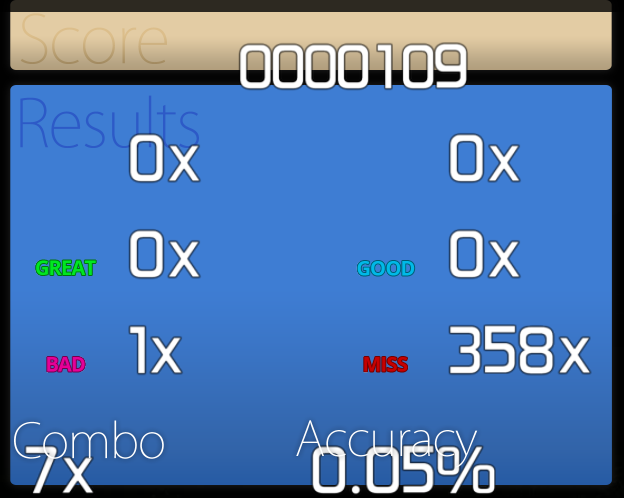 Score
0000109
Results
0x 0x
GREAT 0x GOOD 0x
BAD 1x MISS 358x
Combo Accuracy
7x 0.05%